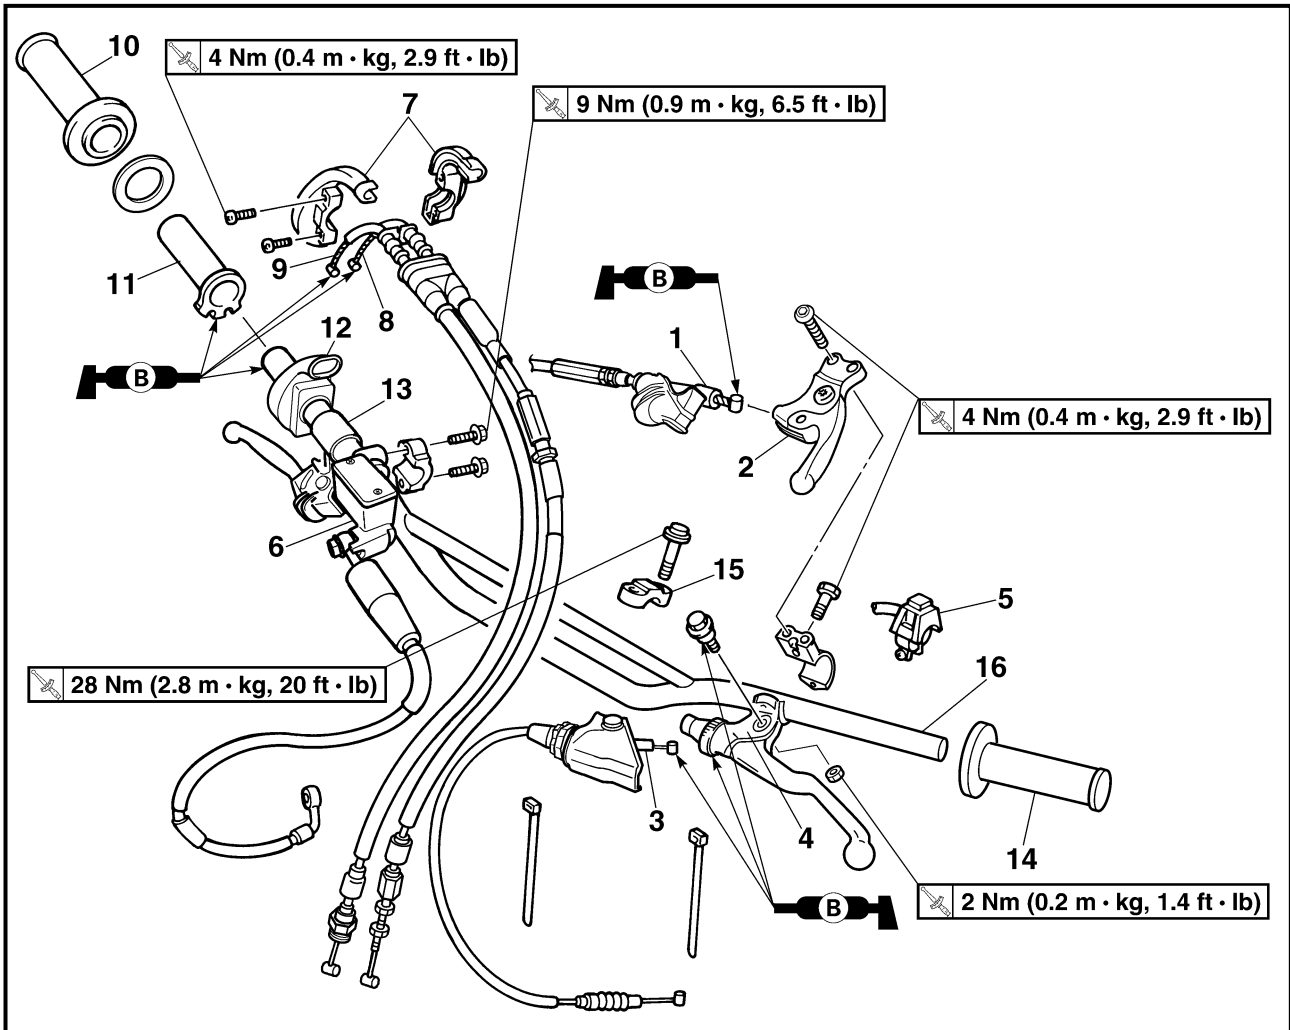 10
4 Nm (0.4 m · kg, 2.9 ft · lb)
7
9 Nm (0.9 m · kg, 6.5 ft · lb)
9
11
8
B
12
B
1
13
2
4 Nm (0.4 m · kg, 2.9 ft · lb)
6
15
5
28 Nm (2.8 m · kg, 20 ft · lb)
16
3
4
14
B
2 Nm (0.2 m · kg, 1.4 ft · lb)